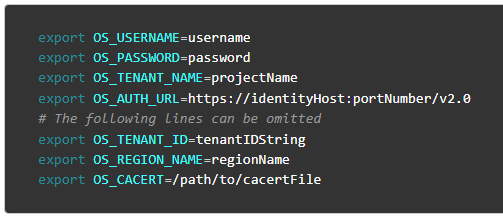 export OS_USERNAME=username
export OS_PASSWORD=password
export OS_TENANT_NAME=projectName
export OS_AUTH_URL=https://identityHost:portNumber/v2.0
# The following lines can be omitted
export OS_TENANT_ID=tenantIDString
export OS_REGION_NAME=regionName
export OS_CACERT=/path/to/cacertFile